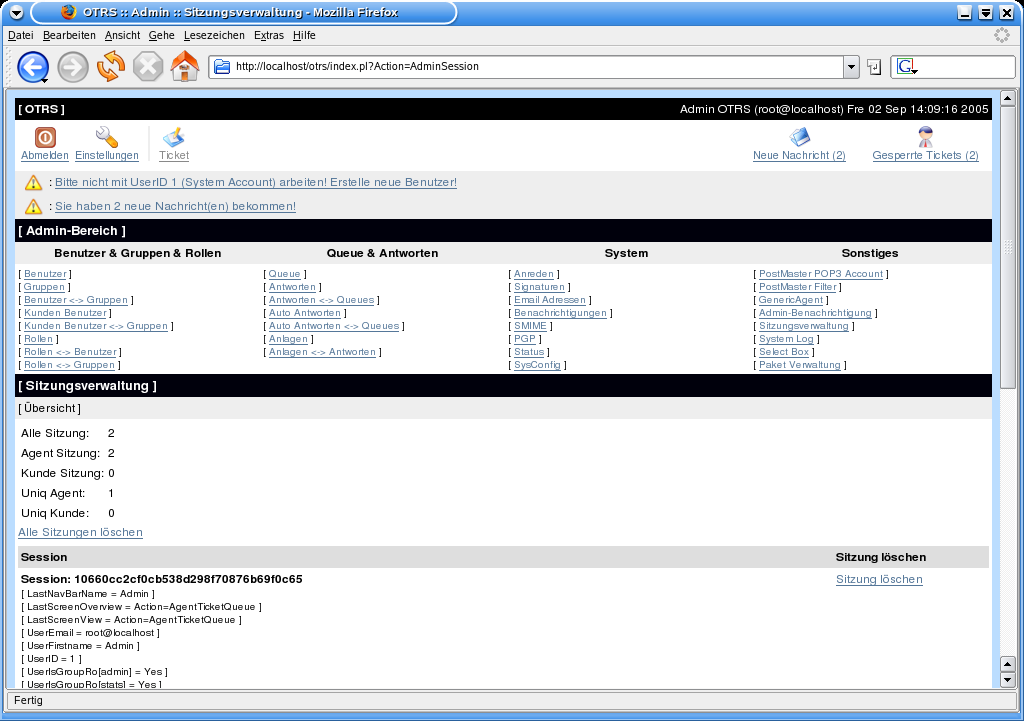 OTRS :: Admin :: Sitzungsverwaltung - Mozilla Firefox
Datei Bearbeiten Ansicht Gehe Lesezeichen Extras Hilfe
http://localhost/otrs/index.pl?Action=AdminSession
G
[ OTRS ] Admin OTRS (root@localhost) Fre 02 Sep 14:09:16 2005
Abmelden Einstellungen Ticket Neue Nachricht (2) Gesperrte Tickets (2)
: Bitte nicht mit UserID 1 (System Account) arbeiten! Erstelle neue Benutzer!
: Sie haben 2 neue Nachricht(en) bekommen!
[ Admin-Bereich ]
Benutzer & Gruppen & Rollen Queue & Antworten System Sonstiges
[ Benutzer ] [ Queue ] [ Anreden ] [ PostMaster POP3 Account ]
[ Gruppen ] [ Antworten ] [ Signaturen ] [ PostMaster Filter ]
[ Benutzer <-> Gruppen ] [ Antworten <-> Queues ] [ Email Adressen ] [ GenericAgent ]
[ Kunden Benutzer ] [ Auto Antworten ] [ Benachrichtigungen ] [ Admin-Benachrichtigung ]
[ Kunden Benutzer <-> Gruppen ] [ Auto Antworten <-> Queues ] [ SMIME ] [ Sitzungsverwaltung ]
[ Rollen ] [ Anlagen ] [ PGP ] [ System Log ]
[ Rollen <-> Benutzer ] [ Anlagen <-> Antworten ] [ Status ] [ Select Box ]
[ Rollen <-> Gruppen ] [ SysConfig ] [ Paket Verwaltung ]
[ Sitzungsverwaltung ]
[ Übersicht ]
Alle Sitzung: 2
Agent Sitzung: 2
Kunde Sitzung: 0
Uniq Agent: 1
Uniq Kunde: 0
Alle Sitzungen löschen
Session Sitzung löschen
Session: 10660cc2cf0cb538d298f70876b69f0c65 Sitzung löschen
[ LastNavBarName = Admin ]
[ LastScreenOverview = Action=AgentTicketQueue ]
[ LastScreenView = Action=AgentTicketQueue ]
[ UserEmail = root@localhost ]
[ UserFirstname = Admin ]
[ UserID = 1 ]
[ UserIsGroupRo[admin] = Yes ]
[ UserIsGroupRo[stats] = Yes ]
Fertig